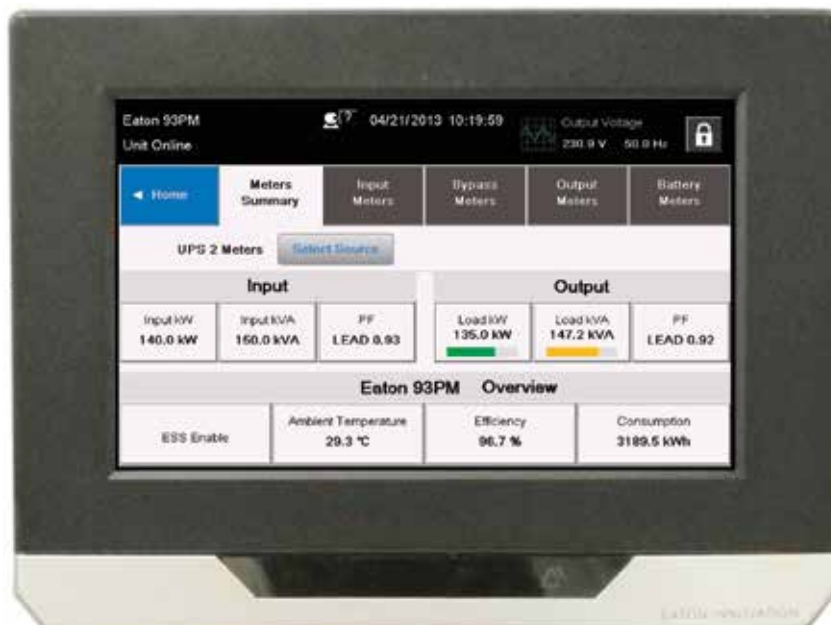 Eaton 93PM
04/21/2013 10:19:59
Output Voltage
Unit Online
230.9 V 50.0 Hz
◄ Home
Meters Summary
Input Meters
Bypass Meters
Output Meters
Battery Meters
UPS 2 Meters
Select Source
Input
Output
Input kW
140.0 kW
Input kVA
150.0 kVA
PF
LEAD 0.93
Load kW
135.0 kW
Load kVA
147.2 kVA
PF
LEAD 0.92
Eaton 93PM Overview
ESS Enable
Ambient Temperature
29.3 °C
Efficiency
96.7 %
Consumption
3189.5 kWh